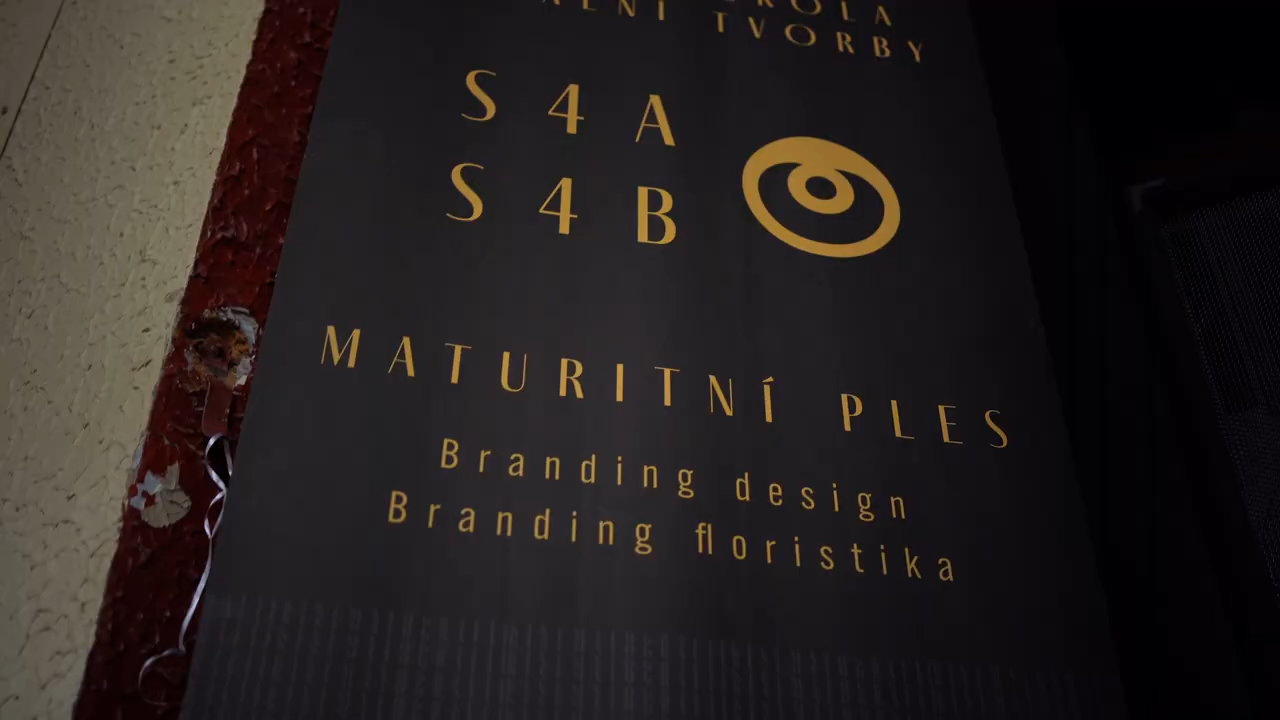 TVORBY
S4A
S4B
MATURITNÍ PLES
Branding design
Branding floristika